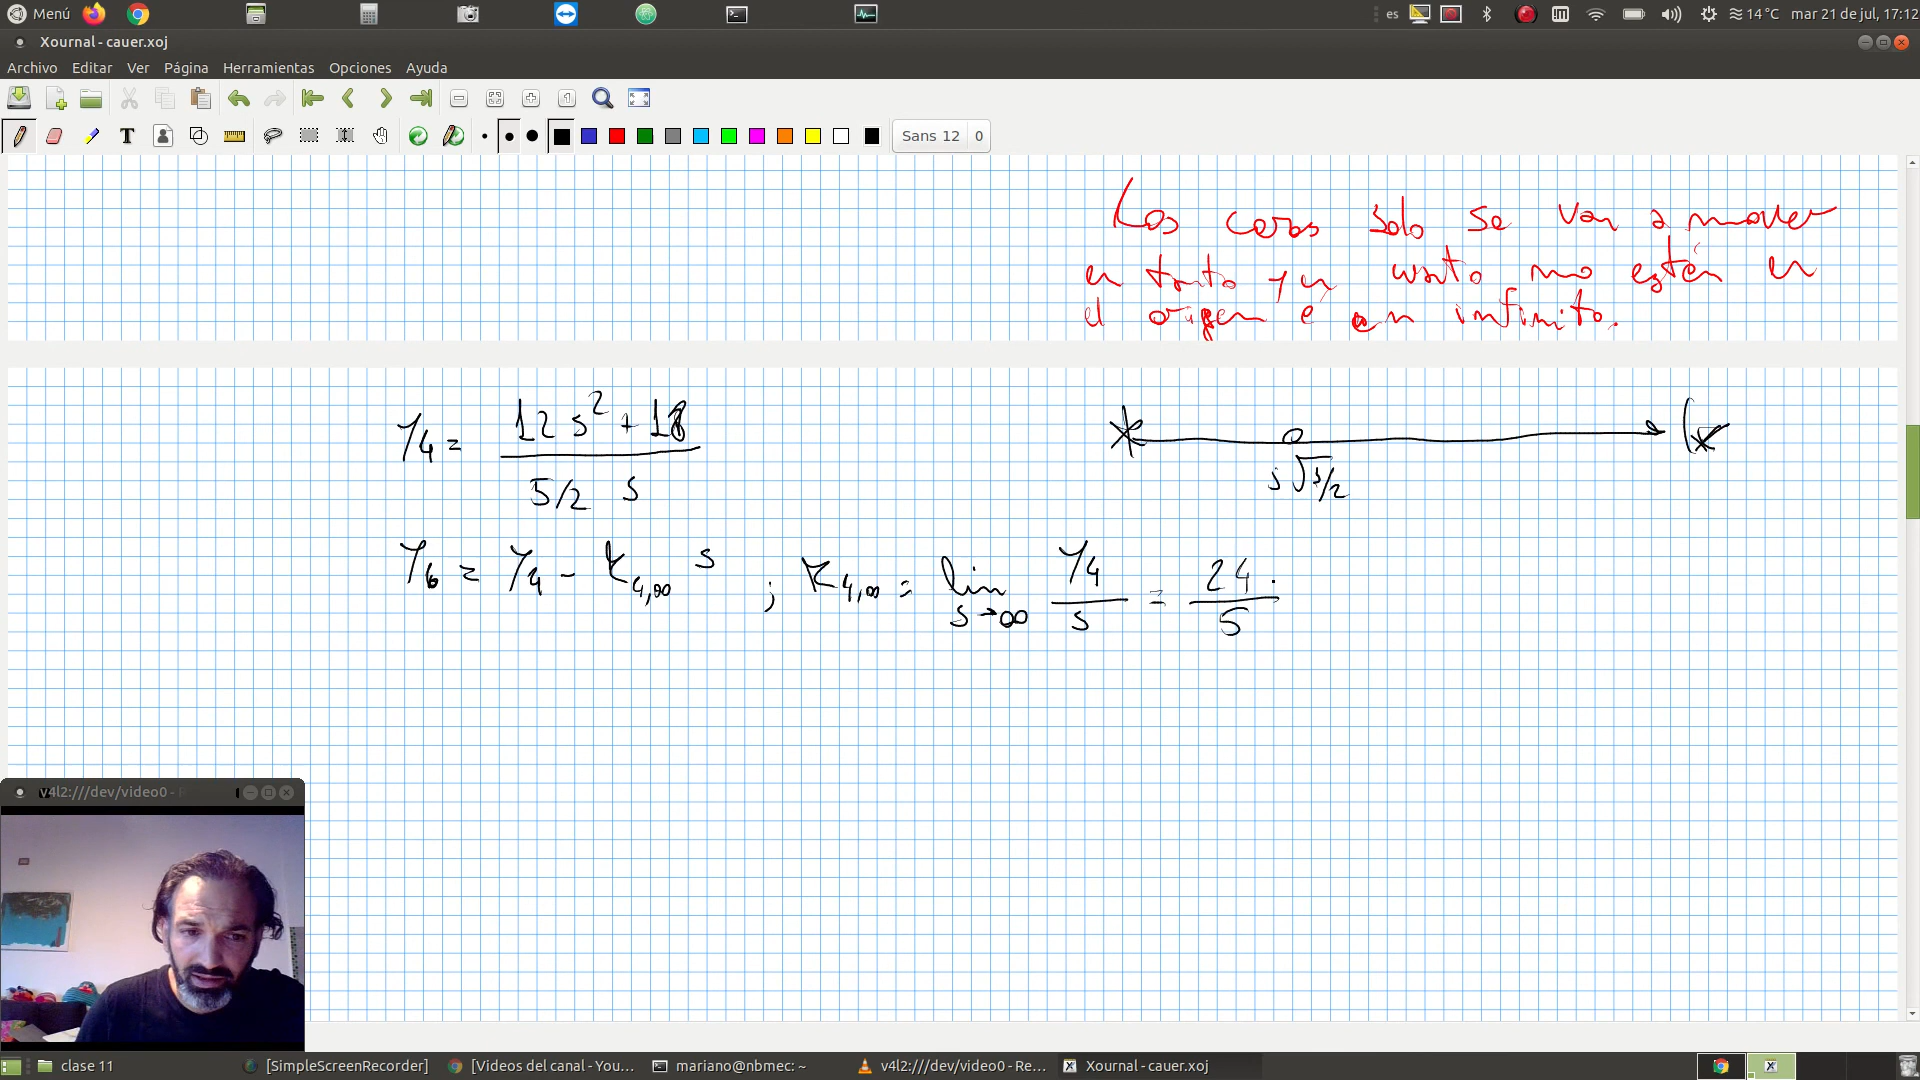 Menú es 14 °C mar 21 de jul, 17:12
Xournal - cauer.xoj
Archivo Editar Ver Página Herramientas Opciones Ayuda
Sans 12 0
Los ceros solo se van a mover
en tanto y en cuanto no estén en
el origen e en infinito.
Y4 = 12 s² + 18
5/2 s
j√3/2
Y6 = Y4 - K4,∞ s ; K4,∞ = lim s→∞ Y4 / s = 24 / 5
v4l2:///dev/video0 - R
clase 11 [SimpleScreenRecorder] [Videos del canal - You... mariano@nbmec: ~ v4l2:///dev/video0 - Re... Xournal - cauer.xoj